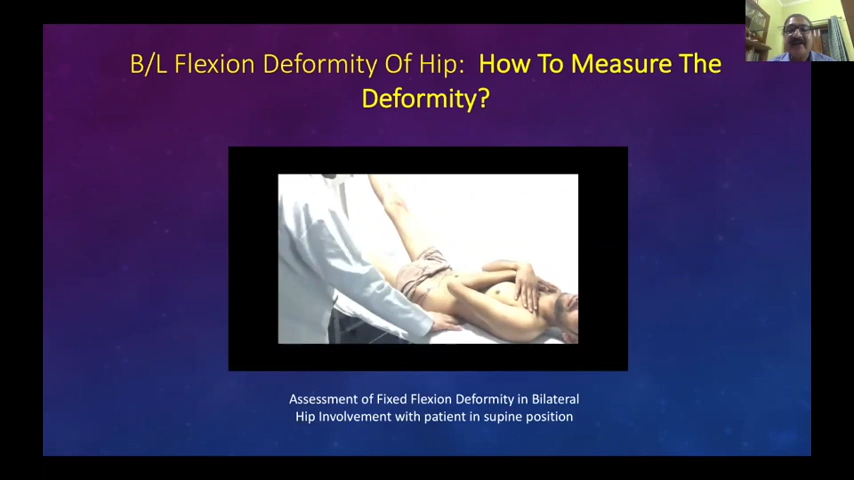 B/L Flexion Deformity Of Hip: How To Measure The
Deformity?
Assessment of Fixed Flexion Deformity in Bilateral
Hip Involvement with patient in supine position